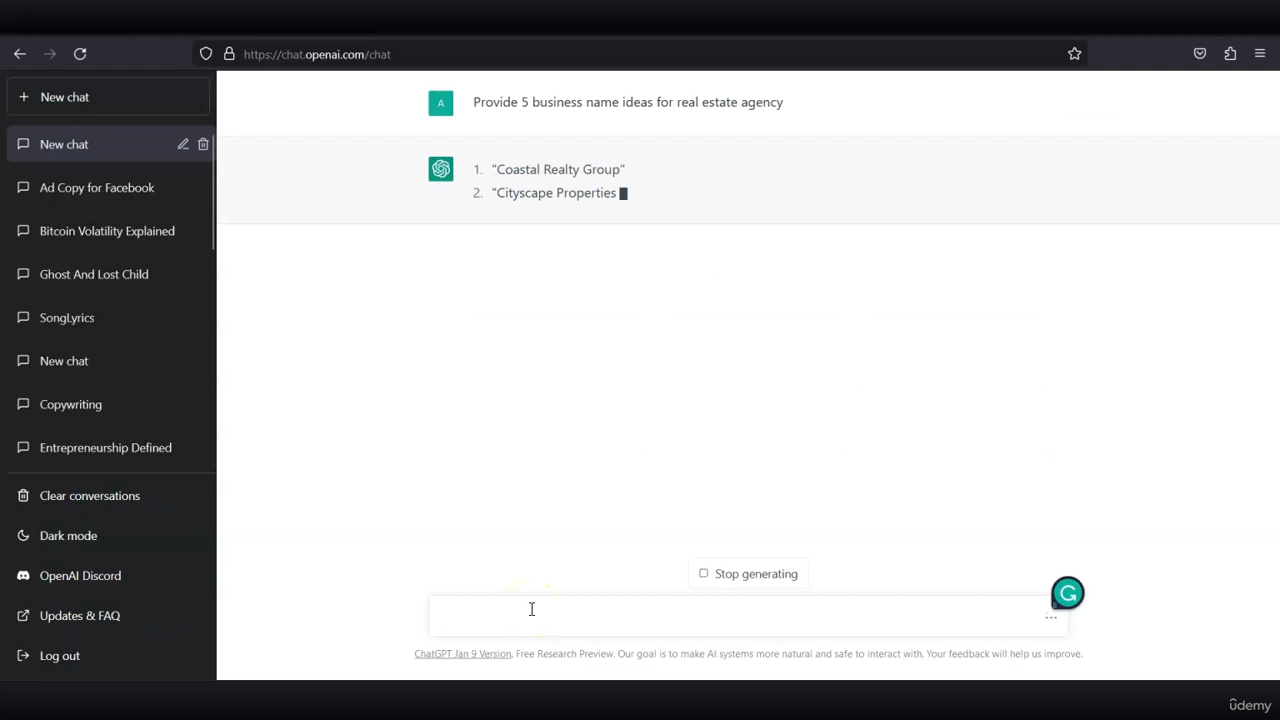 https://chat.openai.com/chat
New chat
New chat
Ad Copy for Facebook
Bitcoin Volatility Explained
Ghost And Lost Child
SongLyrics
New chat
Copywriting
Entrepreneurship Defined
Clear conversations
Dark mode
OpenAI Discord
Updates & FAQ
Log out
A
Provide 5 business name ideas for real estate agency
1. "Coastal Realty Group"
2. "Cityscape Properties
Stop generating
G
ChatGPT Jan 9 Version. Free Research Preview. Our goal is to make AI systems more natural and safe to interact with. Your feedback will help us improve.
ûdemy